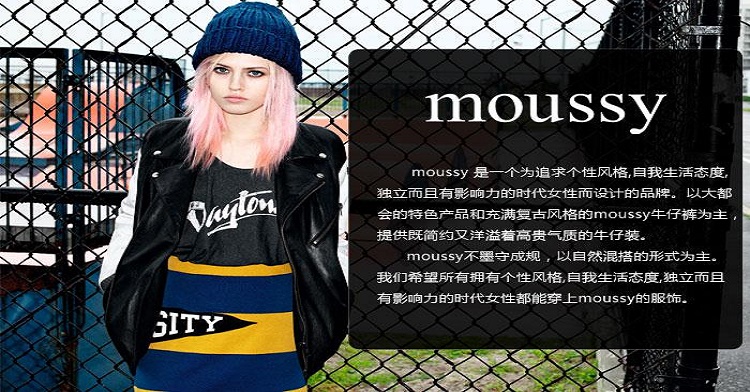 moussy
moussy 是一个为追求个性风格,自我生活态度,
独立而且有影响力的时代女性而设计的品牌。以大都
会的特色产品和充满复古风格的moussy牛仔裤为主，
提供既简约又洋溢着高贵气质的牛仔装。
moussy不墨守成规，以自然混搭的形式为主。
我们希望所有拥有个性风格,自我生活态度,独立而且
有影响力的时代女性都能穿上moussy的服饰。
Dayton
SITY